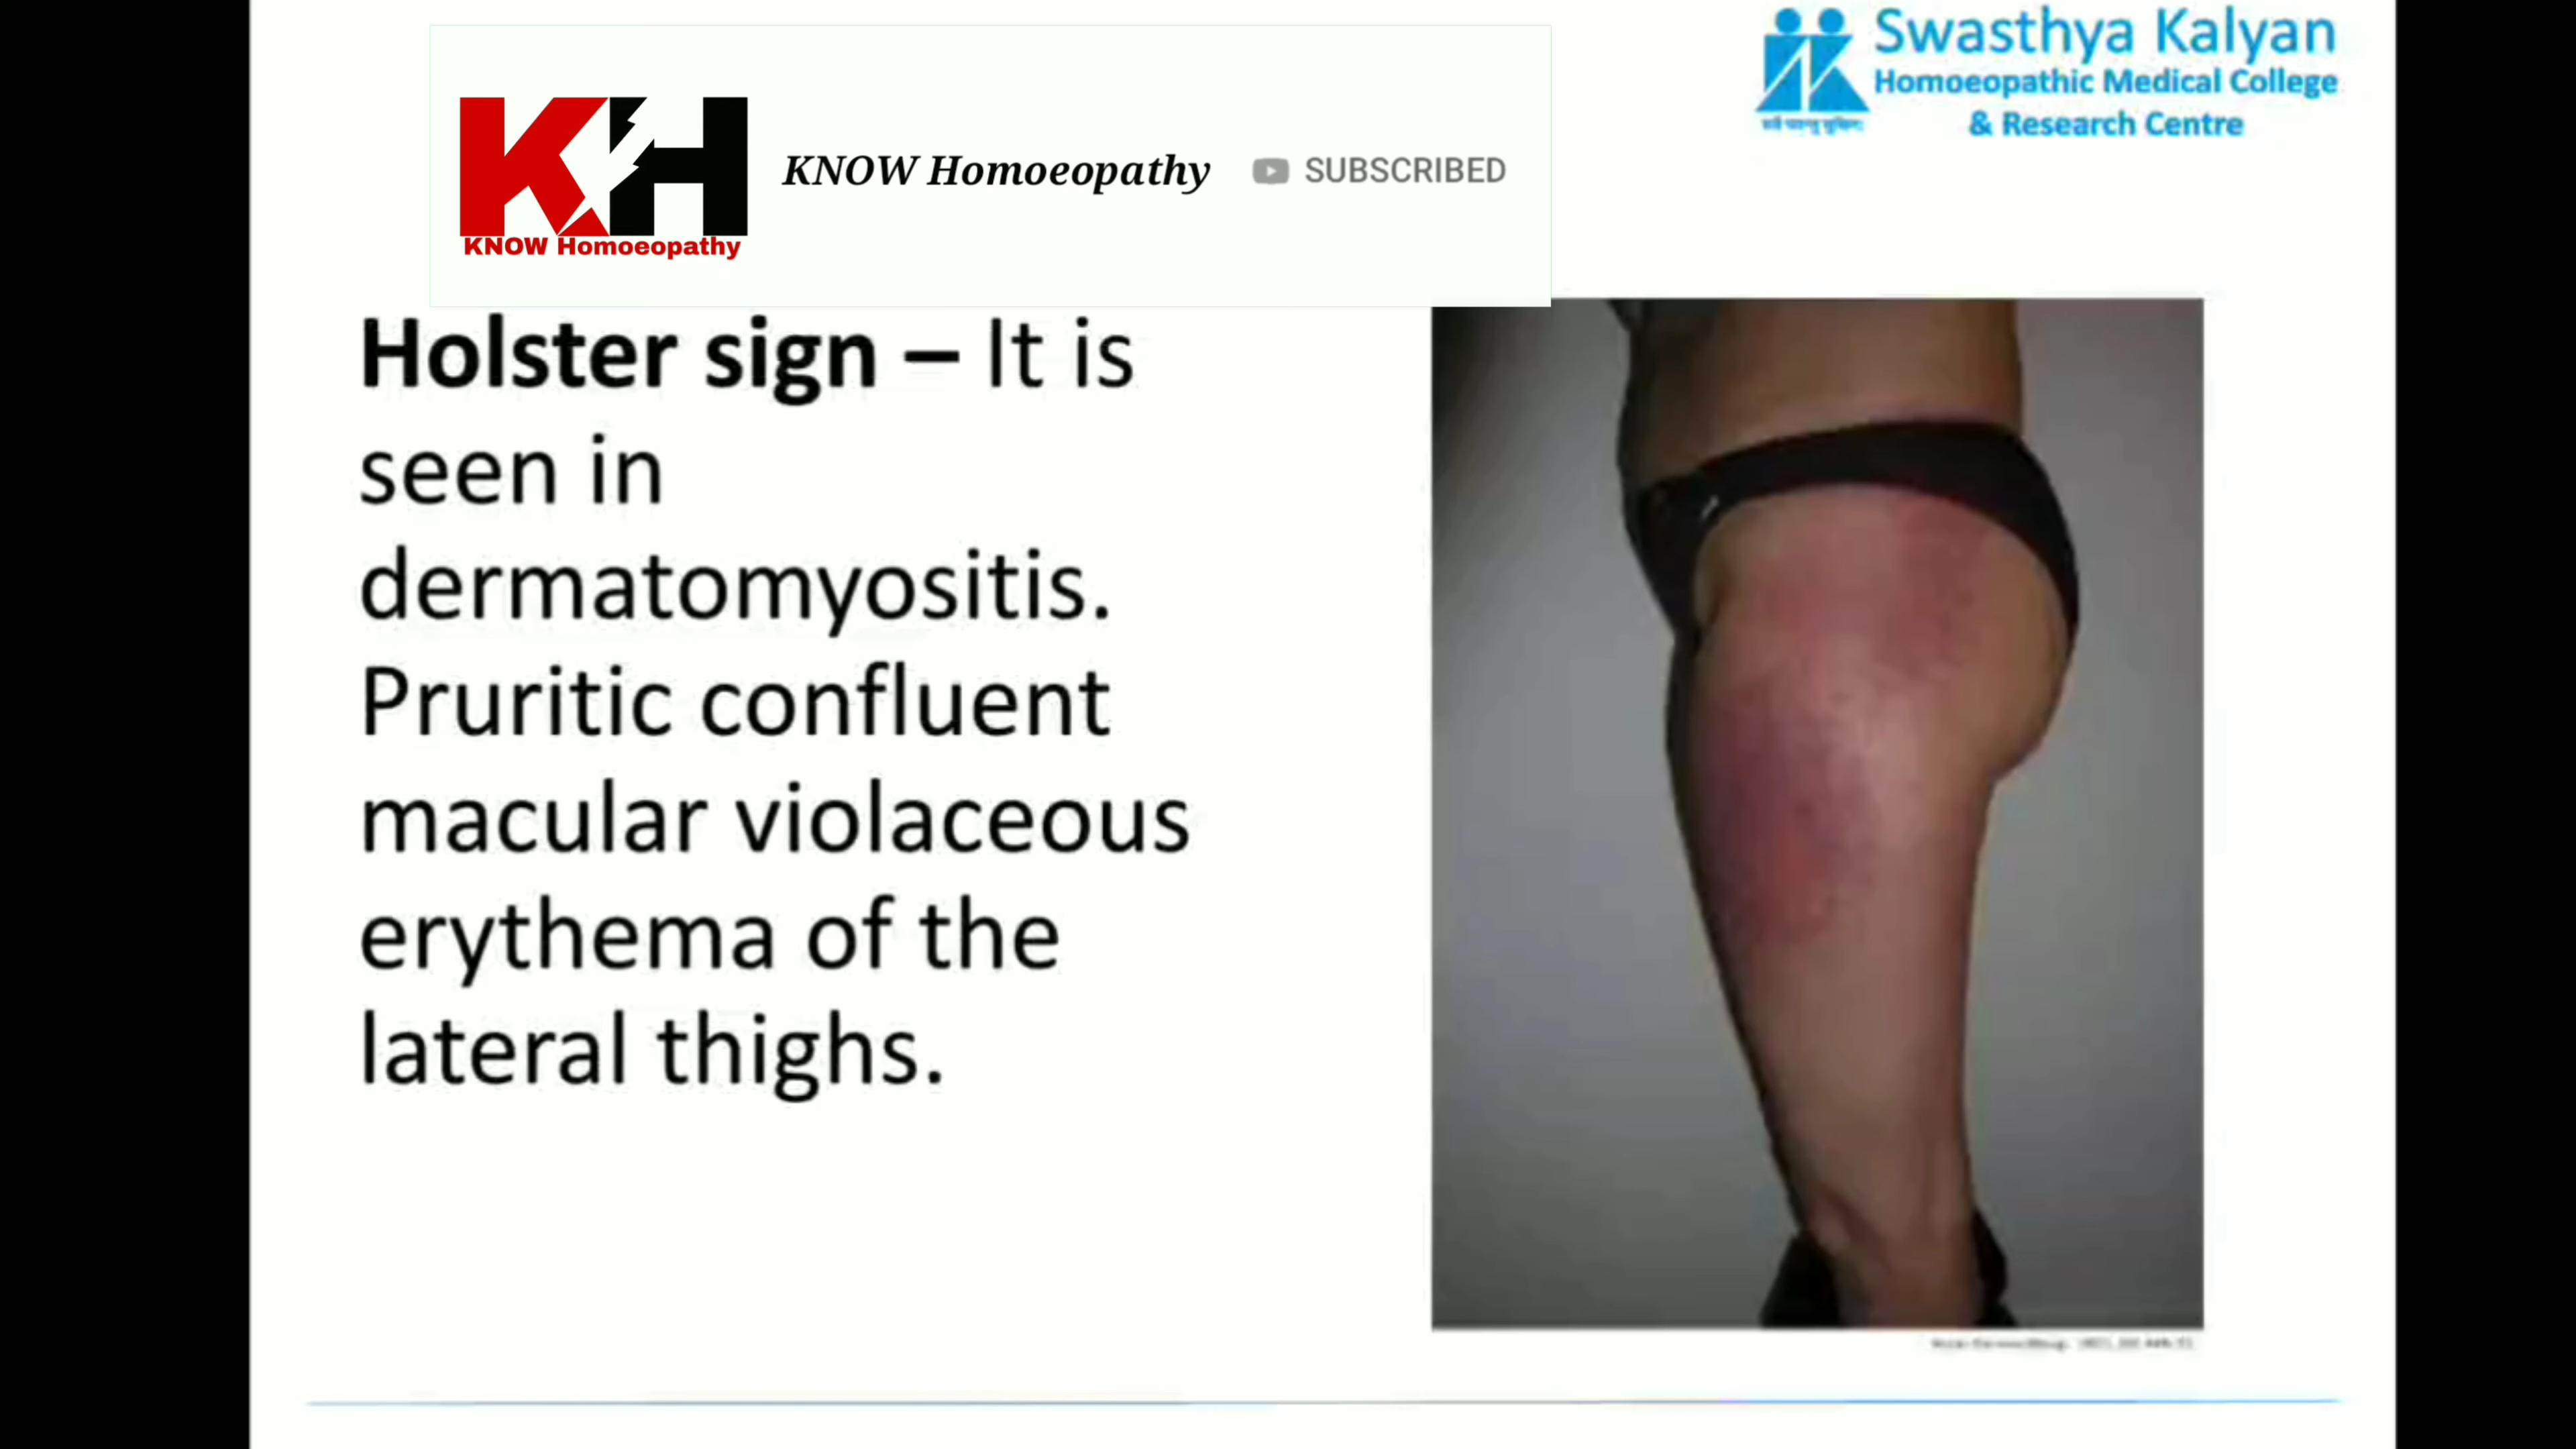 Swasthya Kalyan
Homoeopathic Medical College
& Research Centre
KH
KNOW Homoeopathy
KNOW Homoeopathy SUBSCRIBED
Holster sign – It is
seen in
dermatomyositis.
Pruritic confluent
macular violaceous
erythema of the
lateral thighs.